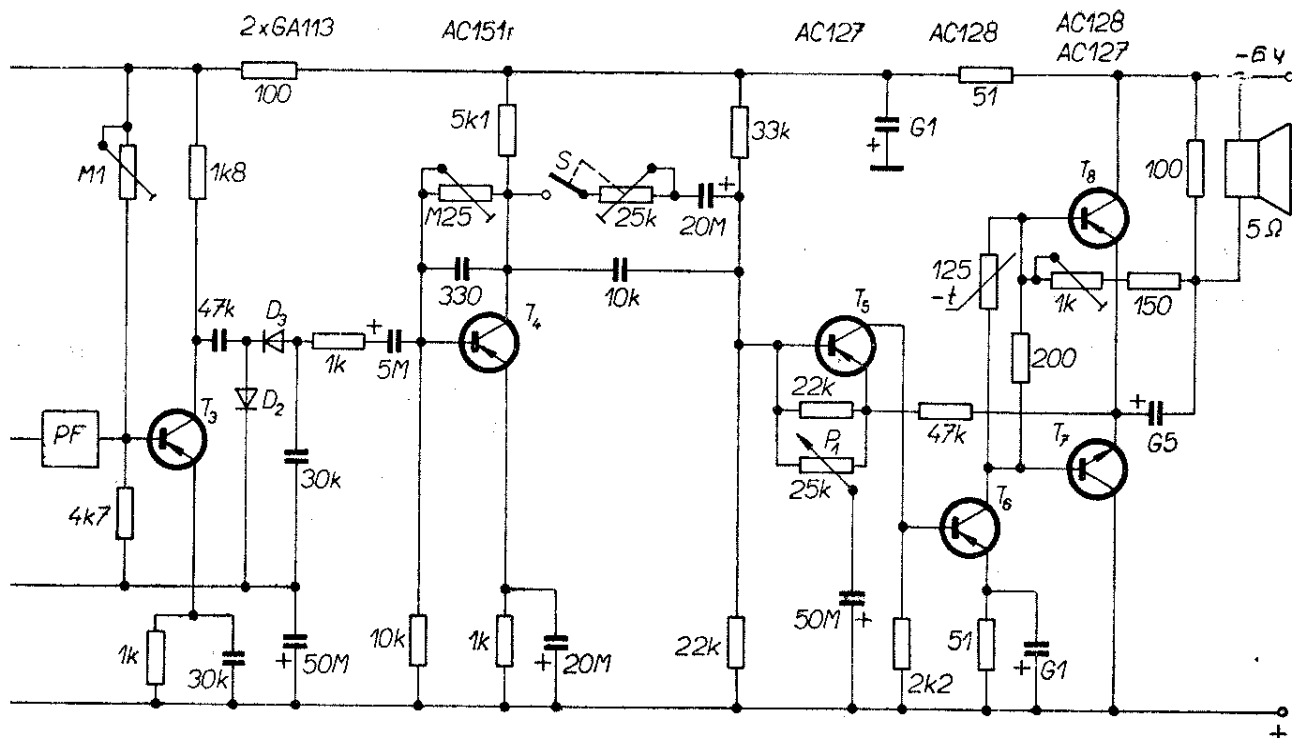 2xGA113
AC151r
AC127
AC128
AC128
AC127
-6V
100
51
5k1
33k
G1
+
M1
1k8
S
M25
25k
20M
+
T8
100
5Ω
125
-t
1k
150
330
10k
47k
D3
T4
T5
1k
+
5M
200
22k
D2
T3
PF
47k
+
G5
T7
P1
25k
30k
4k7
T6
1k
30k
+
50M
10k
1k
+
20M
22k
50M
+
2k2
51
+
G1
+